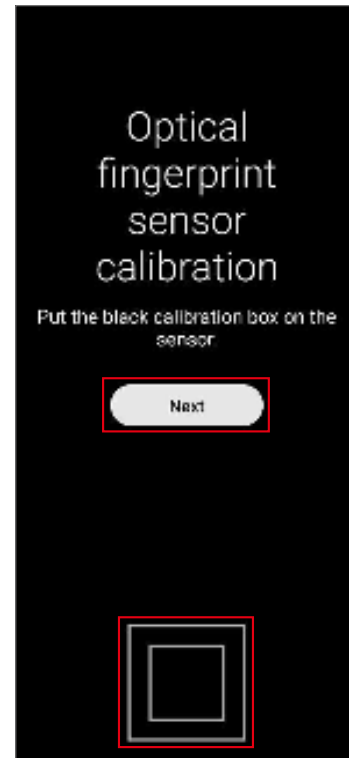 Optical
fingerprint
sensor
calibration
Put the black calibration box on the
sensor.
Next